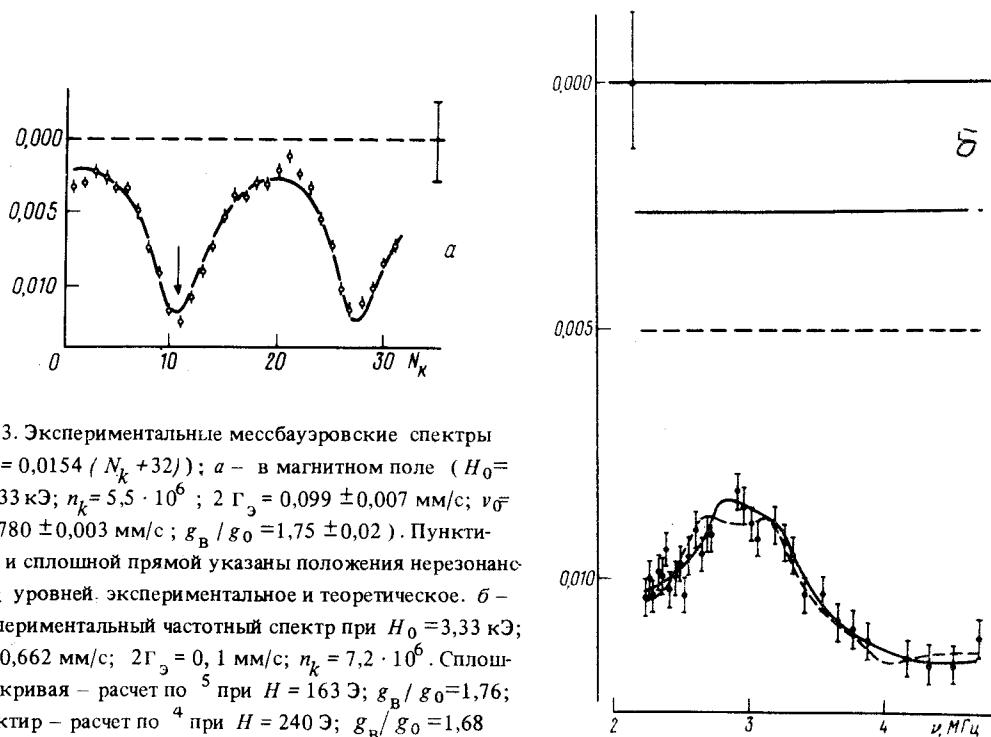 0,000
0,005
0,010
0
10
20
30 N_к
а
0,000
0,005
0,010
2
3
4
ν, МГц
б
3. Экспериментальные мессбауэровские спектры
= 0,0154 ( N_k +32) ) ; а – в магнитном поле ( H_0 =
33 кЭ; n_k = 5,5 · 10^6 ; 2 Г_э = 0,099 ±0,007 мм/с; v_0=
780 ±0,003 мм/с ; g_в / g_0 =1,75 ±0,02 ) . Пункти-
и сплошной прямой указаны положения нерезонанс-
уровней экспериментальное и теоретическое. б –
периментальный частотный спектр при H_0 =3,33 кЭ;
0,662 мм/с; 2Г_э = 0, 1 мм/с; n_k = 7,2 · 10^6 . Сплош-
кривая – расчет по ^5 при H = 163 Э; g_в / g_0=1,76;
ктир – расчет по ^4 при H = 240 Э; g_в / g_0 =1,68